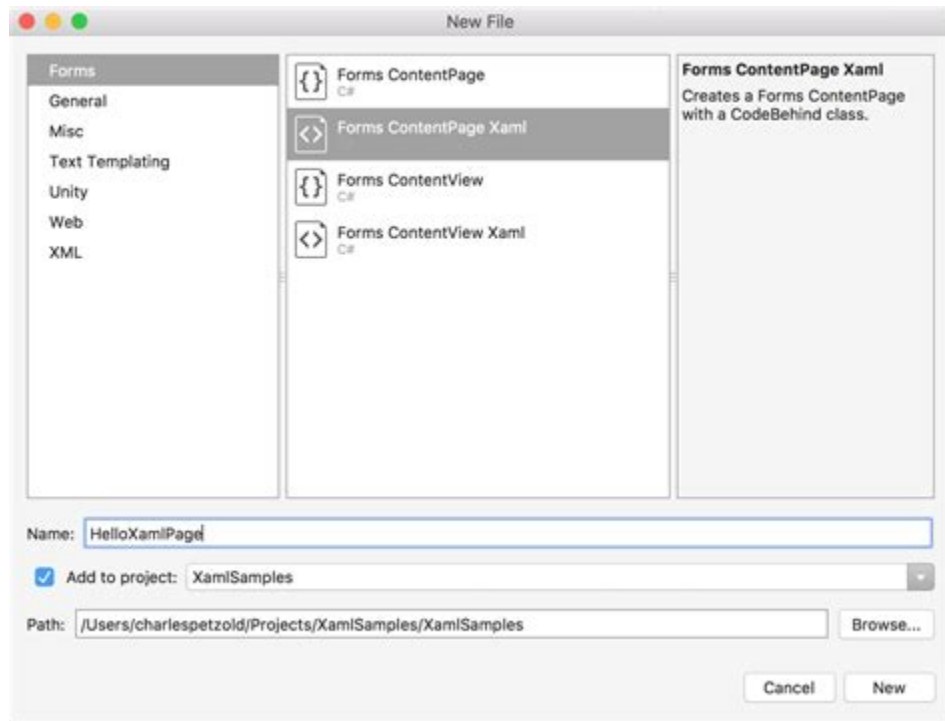 New File
Forms
General
Misc
Text Templating
Unity
Web
XML
{} Forms ContentPage
C#
<> Forms ContentPage Xaml
{} Forms ContentView
C#
<> Forms ContentView Xaml
C#
Forms ContentPage Xaml
Creates a Forms ContentPage
with a CodeBehind class.
Name: HelloXamlPage
Add to project: XamlSamples
Path: /Users/charlespetzold/Projects/XamlSamples/XamlSamples Browse...
Cancel New